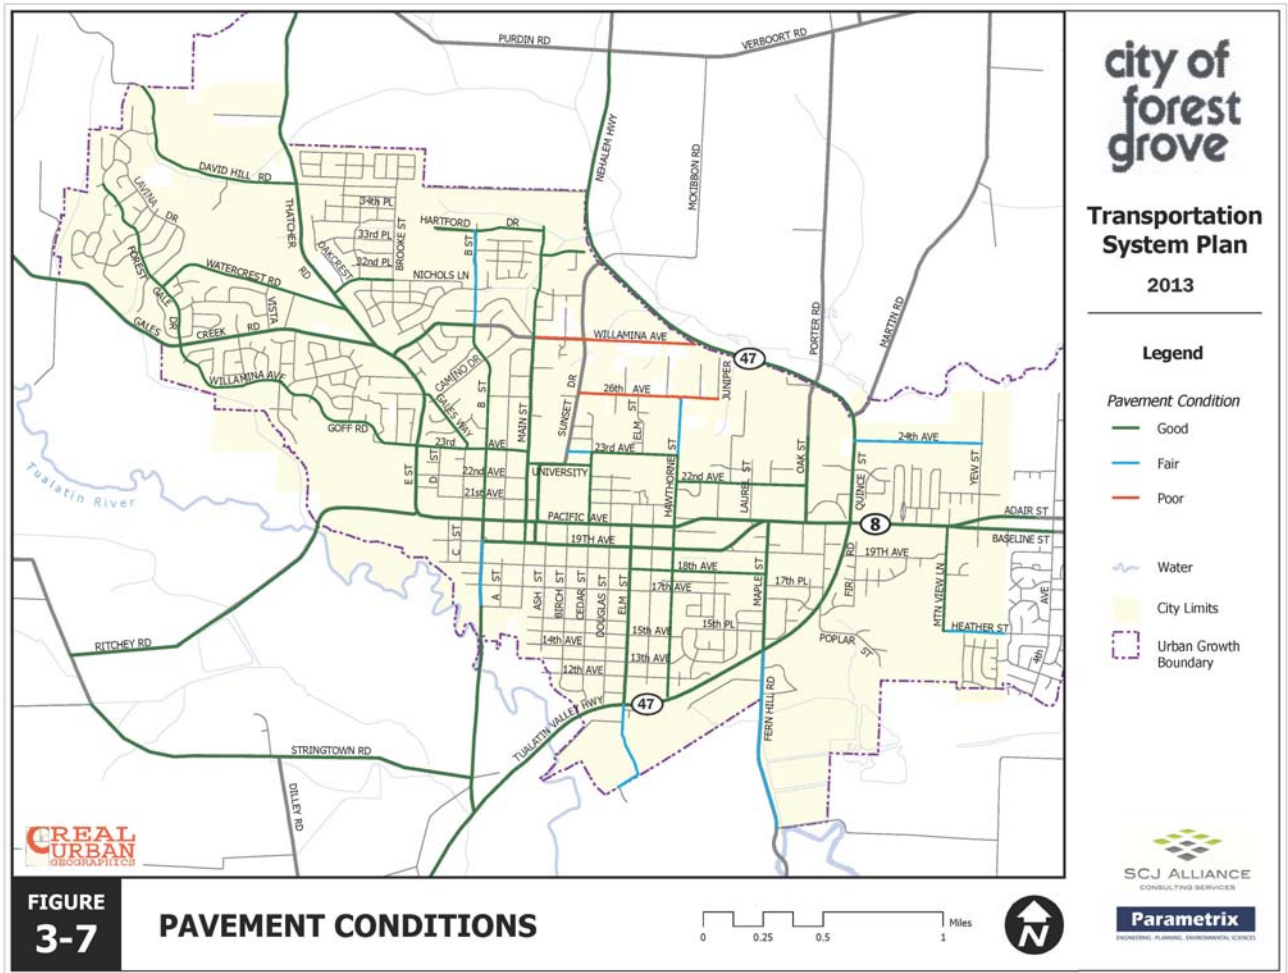 PURDIN RD
VERBOORT RD
NEHALEM HWY
MCKIBBON RD
DAVID HILL RD
LAVINA DR
THATCHER RD
34th PL
33rd PL
32nd PL
OAKCREST
BROOKE ST
HARTFORD DR
B ST
NICHOLS LN
FOREST GALE DR
WATERCREST RD
VISTA
GALES CREEK RD
WILLAMINA AVE
WILLAMINA AVE
47
PORTER RD
MARTIN RD
JUNIPER
CAMINO DR
GALES WAY
B ST
MAIN ST
SUNSET DR
26th AVE
ELM ST
GOFF RD
23rd AVE
23rd AVE
24th AVE
HAWTHORNE ST
OAK ST
QUINCE ST
YEW ST
E ST
D ST
22nd AVE
UNIVERSITY
22nd AVE
LAUREL ST
21st AVE
Tualatin River
PACIFIC AVE
8
ADAIR ST
BASELINE ST
C ST
19TH AVE
19TH AVE
A ST
ASH ST
BIRCH ST
CEDAR ST
DOUGLAS ST
ELM ST
18th AVE
17th AVE
MAPLE ST
17th PL
FIR RD
MTN VIEW LN
AVE
15th AVE
15th PL
HEATHER ST
POPLAR ST
RITCHEY RD
14th AVE
13th AVE
12th AVE
4th
47
FERN HILL RD
TUALATIN VALLEY HWY
STRINGTOWN RD
DILLEY RD
CREAL
URBAN
GEOGRAPHICS
city of
forest
grove
Transportation
System Plan
2013
Legend
Pavement Condition
Good
Fair
Poor
Water
City Limits
Urban Growth
Boundary
SCJ ALLIANCE
CONSULTING SERVICES
Parametrix
ENGINEERING . PLANNING . ENVIRONMENTAL SCIENCES
FIGURE
3-7
PAVEMENT CONDITIONS
0 0.25 0.5 1 Miles
N